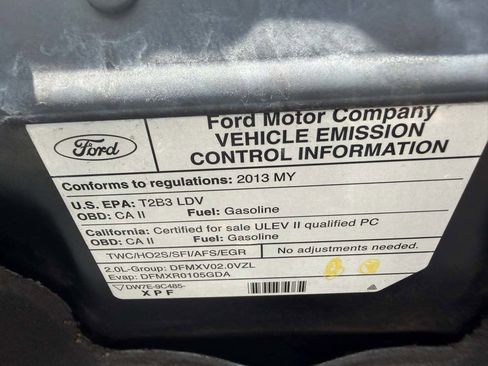 Ford Motor Company
VEHICLE EMISSION
CONTROL INFORMATION
Ford
Conforms to regulations: 2013 MY
U.S. EPA: T2B3 LDV
OBD: CA II Fuel: Gasoline
California: Certified for sale ULEV II qualified PC
OBD: CA II Fuel: Gasoline
TWC/HO2S/SFI/AFS/EGR No adjustments needed.
2.0L-Group: DFMXV02.0VZL
Evap: DFMXR0105GDA
DW7E-9C485-
XPF